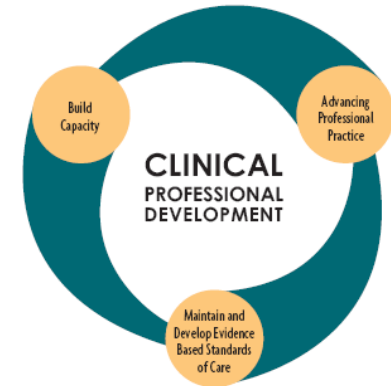 Build
Capacity
Advancing
Professional
Practice
CLINICAL
PROFESSIONAL
DEVELOPMENT
Maintain and
Develop Evidence
Based Standards
of Care